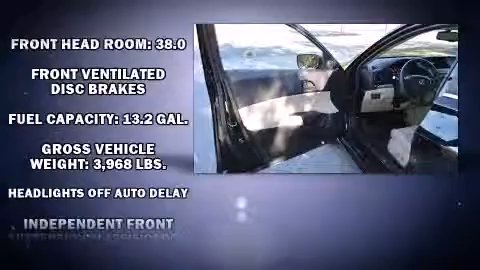 FRONT HEAD ROOM: 38.0
FRONT VENTILATED
DISC BRAKES
FUEL CAPACITY: 13.2 GAL.
GROSS VEHICLE
WEIGHT: 3,968 LBS.
HEADLIGHTS OFF AUTO DELAY
INDEPENDENT FRONT